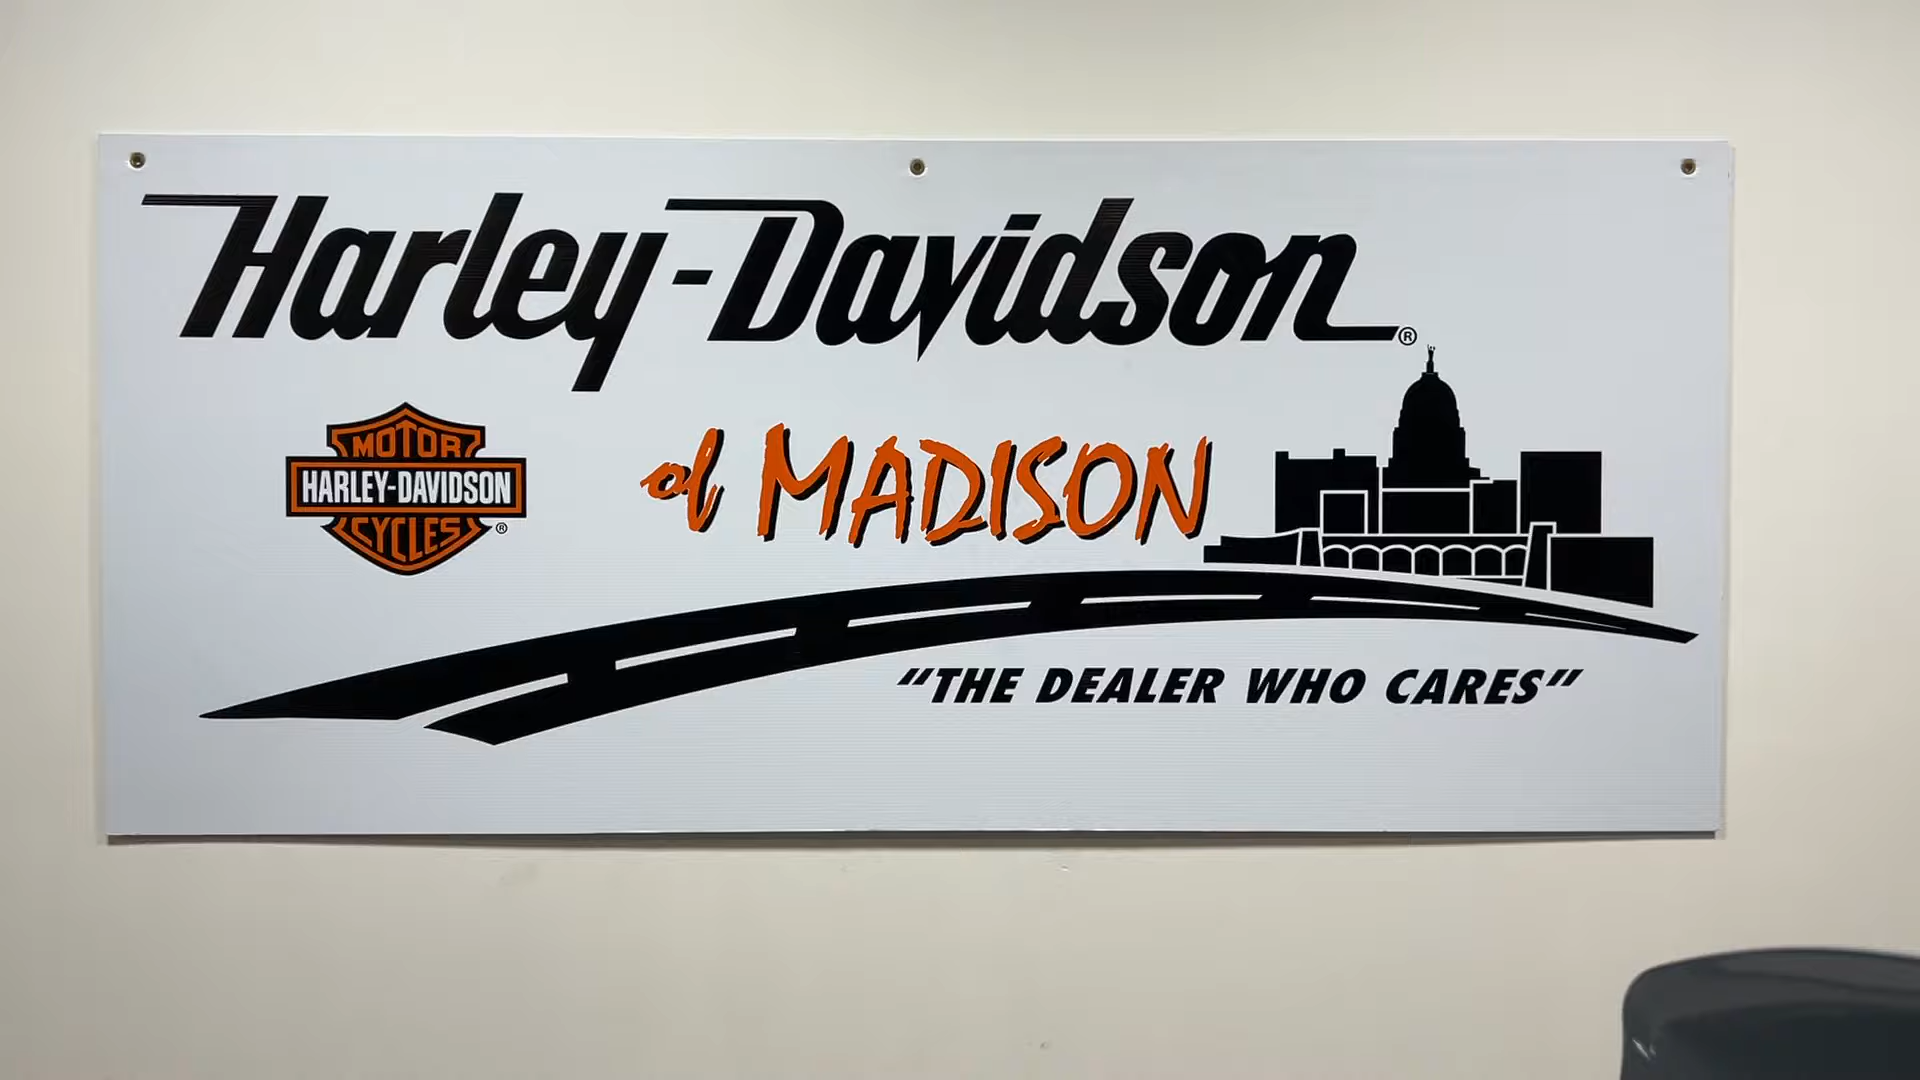 Harley-Davidson®
MOTOR
HARLEY-DAVIDSON
CYCLES®
of MADISON
"THE DEALER WHO CARES"